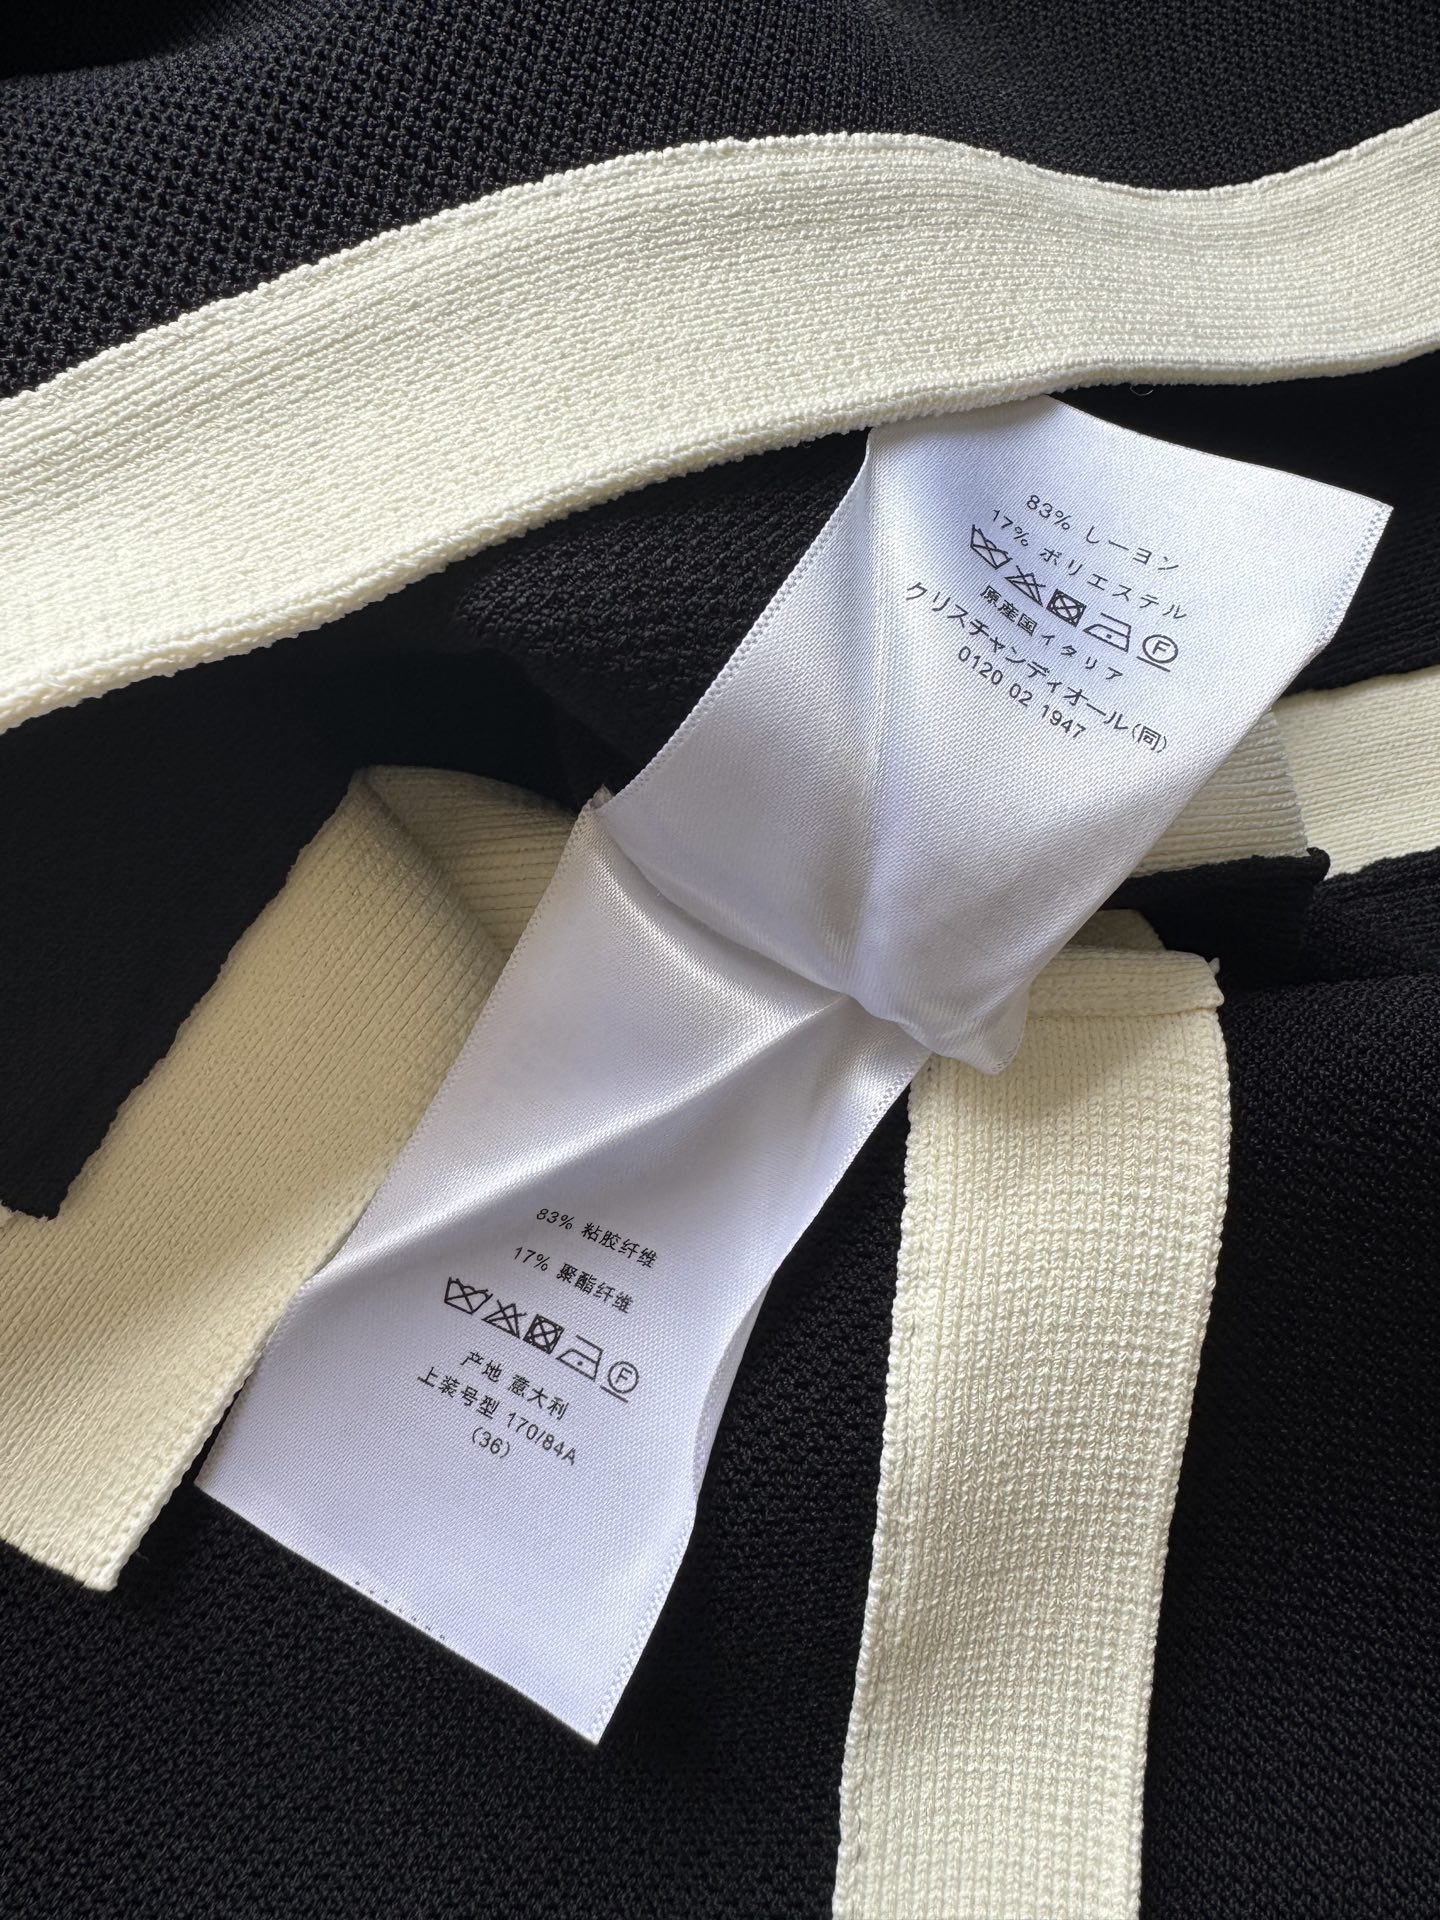 83% レーヨン
17% ポリエステル
F
原産国イタリア
クリスチャンディオール(同)
0120 02 1947
83% 粘胶纤维
17% 聚酯纤维
F
产地 意大利
上装号型 170/84A
(36)